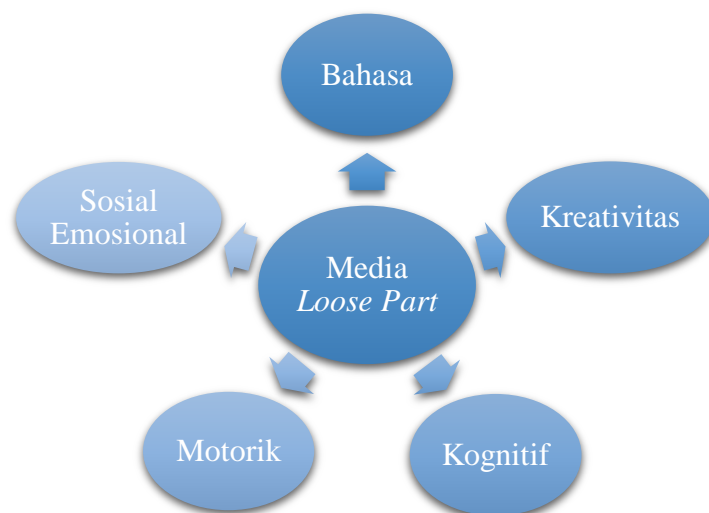 Bahasa
Sosial
Emosional
Kreativitas
Media
Loose Part
Motorik
Kognitif